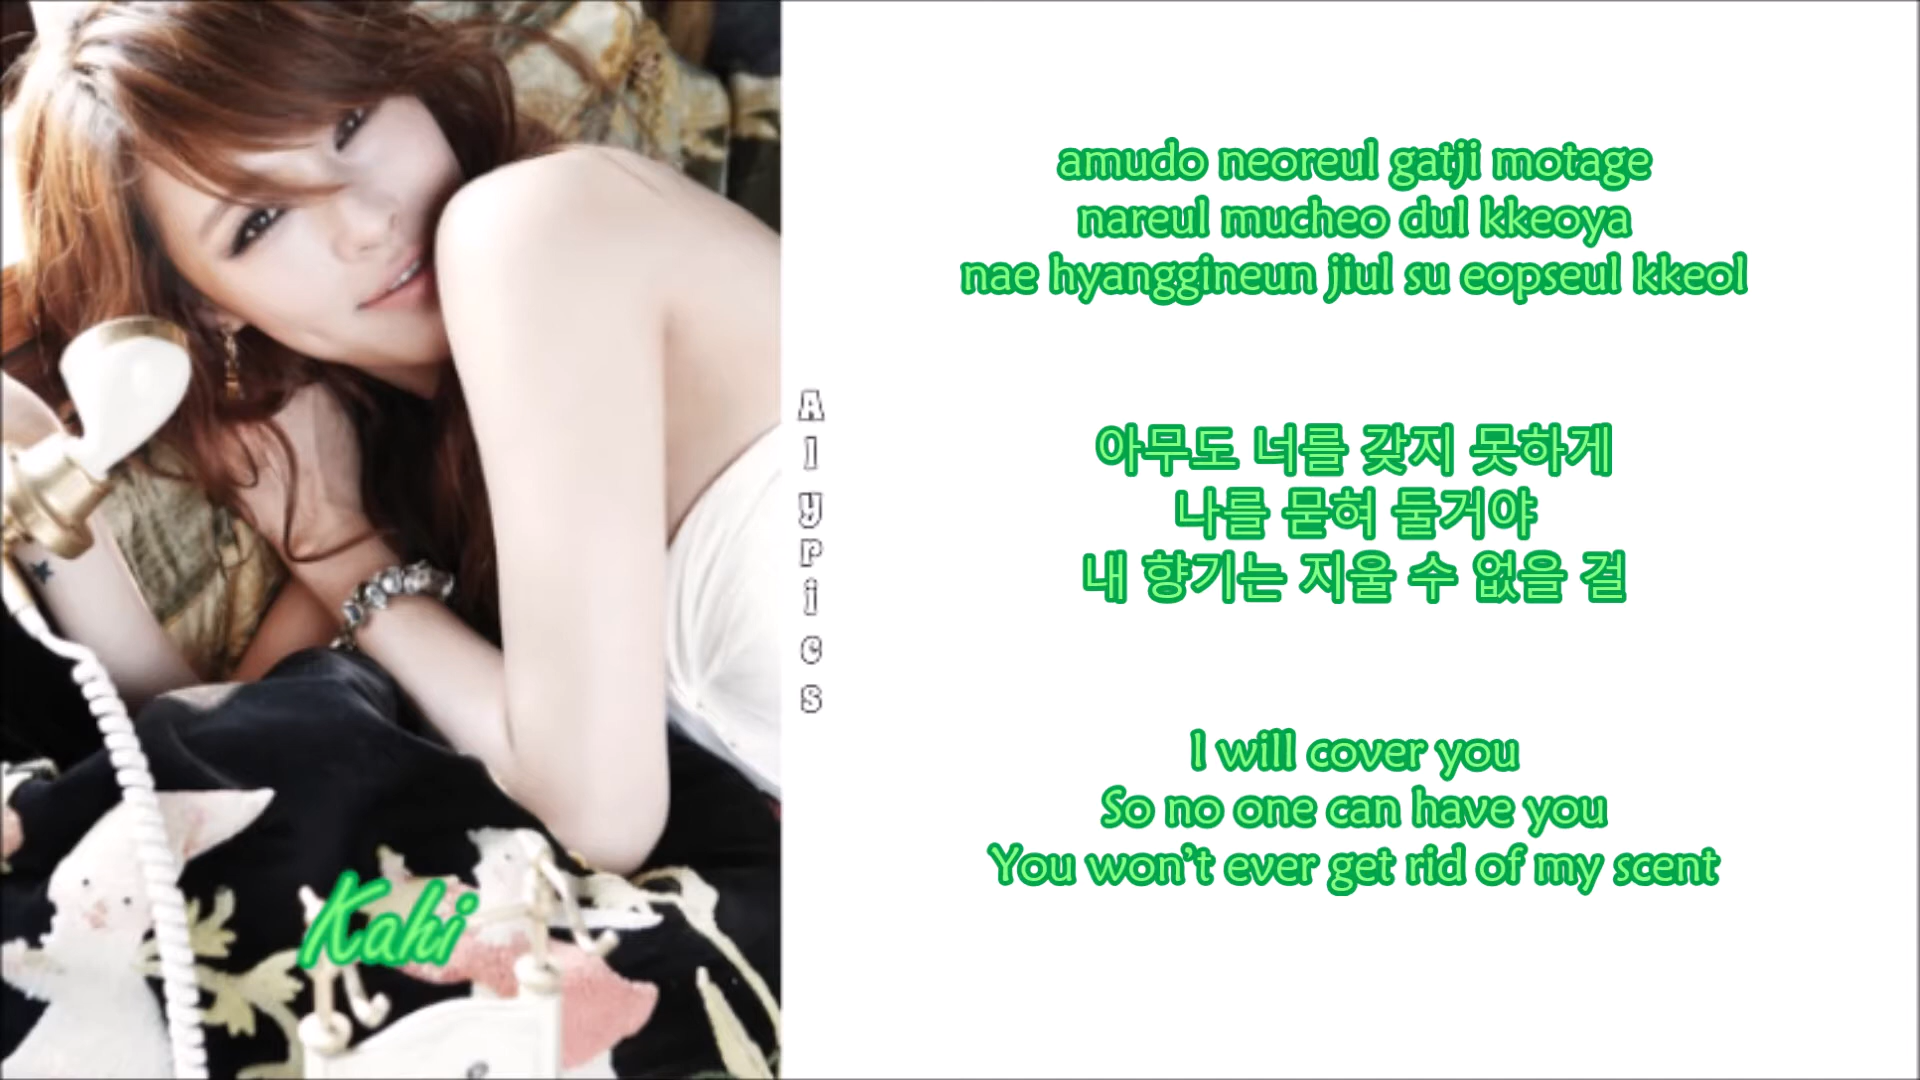 amudo neoreul gatji motage
nareul mucheo dul kkeoya
nae hyanggineun jiul su eopseul kkeol
아무도 너를 갖지 못하게
나를 묻혀 둘거야
내 향기는 지울 수 없을 걸
I will cover you
So no one can have you
You won't ever get rid of my scent
Alyrics
Kahi